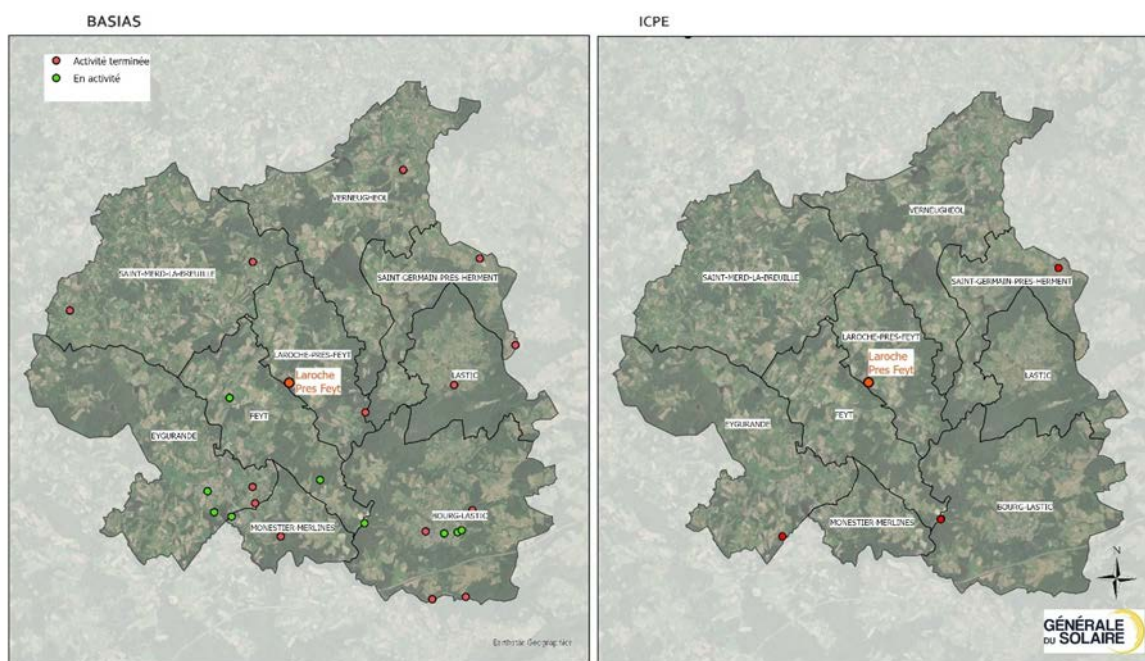 BASIAS
Activité terminée
En activité
VERNEUGHEOL
SAINT-MERD-LA-BREUILLE
SAINT-GERMAIN-PRES-HERMENT
LAROCHE-PRES-FEYT
Laroche
Pres Feyt
LASTIC
FEYT
EYGURANDE
BOURG-LASTIC
MONESTIER-MERLINES
Earthstar Geographics
ICPE
VERNEUGHEOL
SAINT-MERD-LA-BREUILLE
SAINT-GERMAIN-PRES-HERMENT
LAROCHE-PRES-FEYT
Laroche
Pres Feyt
LASTIC
FEYT
EYGURANDE
BOURG-LASTIC
MONESTIER-MERLINES
N
GÉNÉRALE
DU SOLAIRE